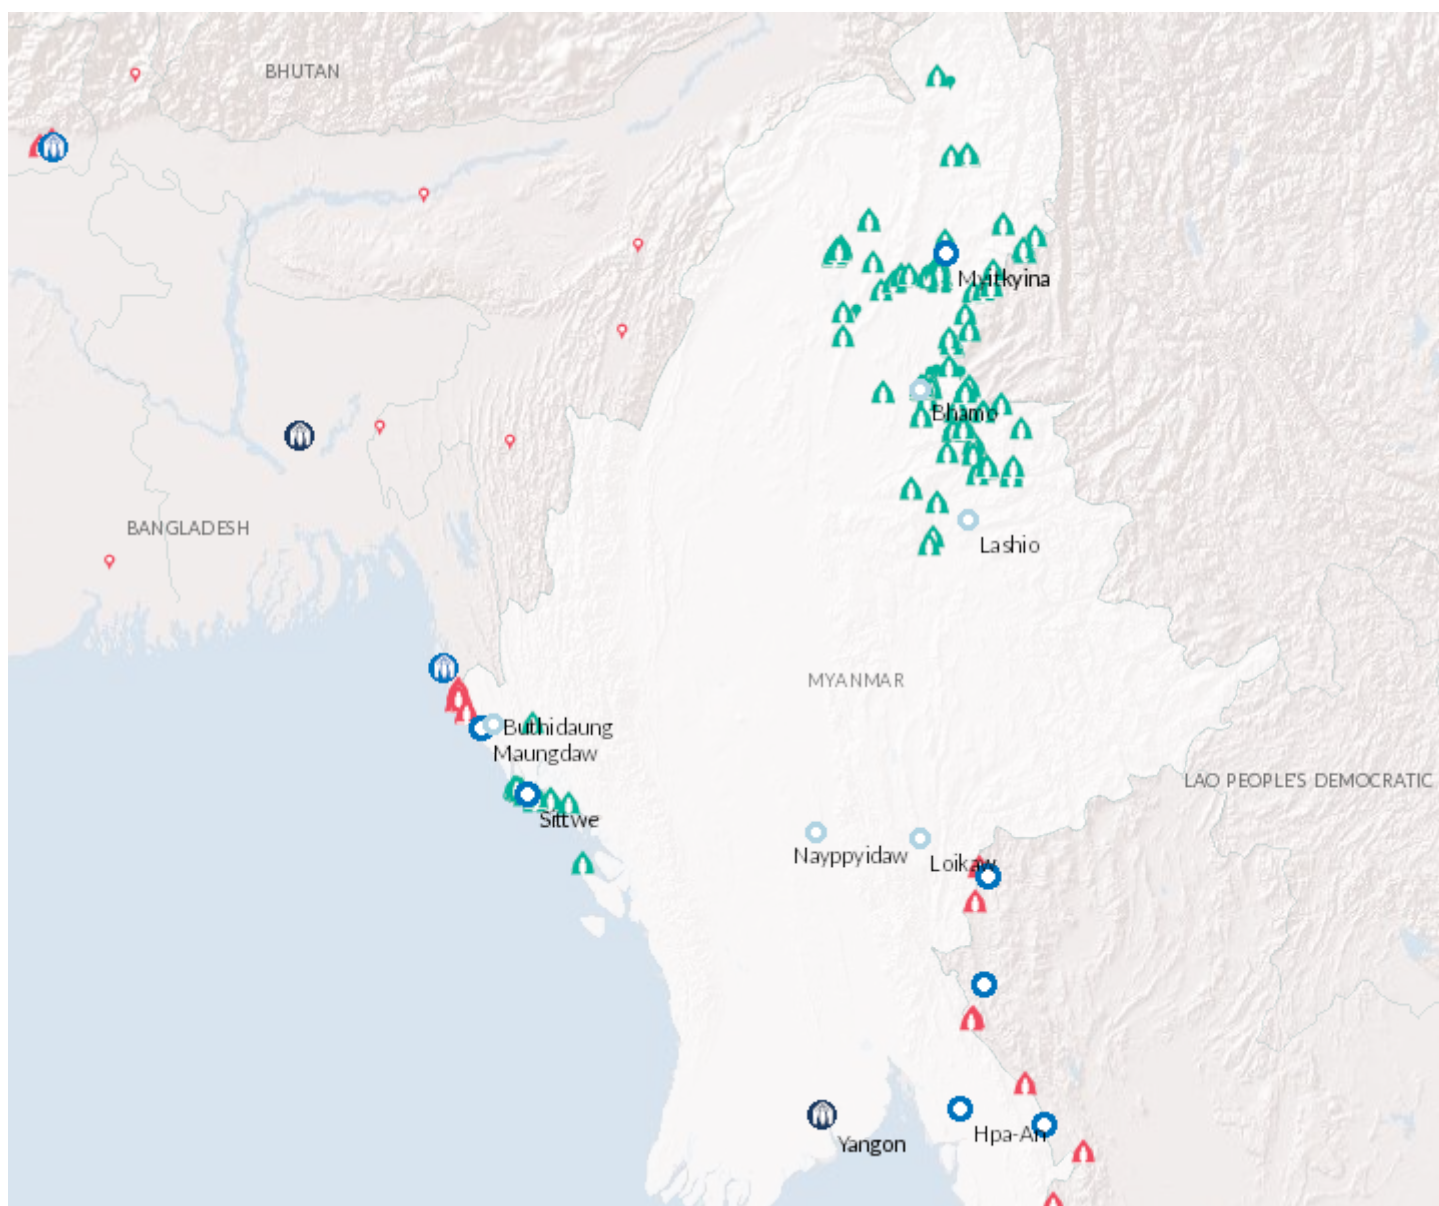 BHUTAN
Myitkyina
Bhamo
BANGLADESH
Lashio
MYANMAR
Buthidaung
Maungdaw
LAO PEOPLE'S DEMOCRATIC
Sittwe
Nayppyidaw
Loikaw
Hpa-An
Yangon